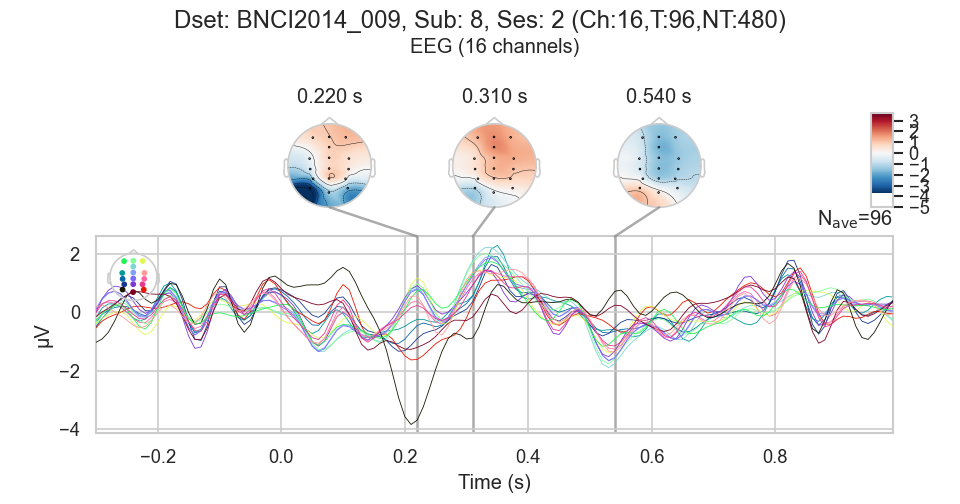 Dset: BNCI2014_009, Sub: 8, Ses: 2 (Ch:16,T:96,NT:480)
EEG (16 channels)
0.220 s
0.310 s
0.540 s
3
2
1
0
−1
−2
−3
−4
−5
Nave=96
2
0
−2
−4
μV
−0.2
0.0
0.2
0.4
0.6
0.8
Time (s)